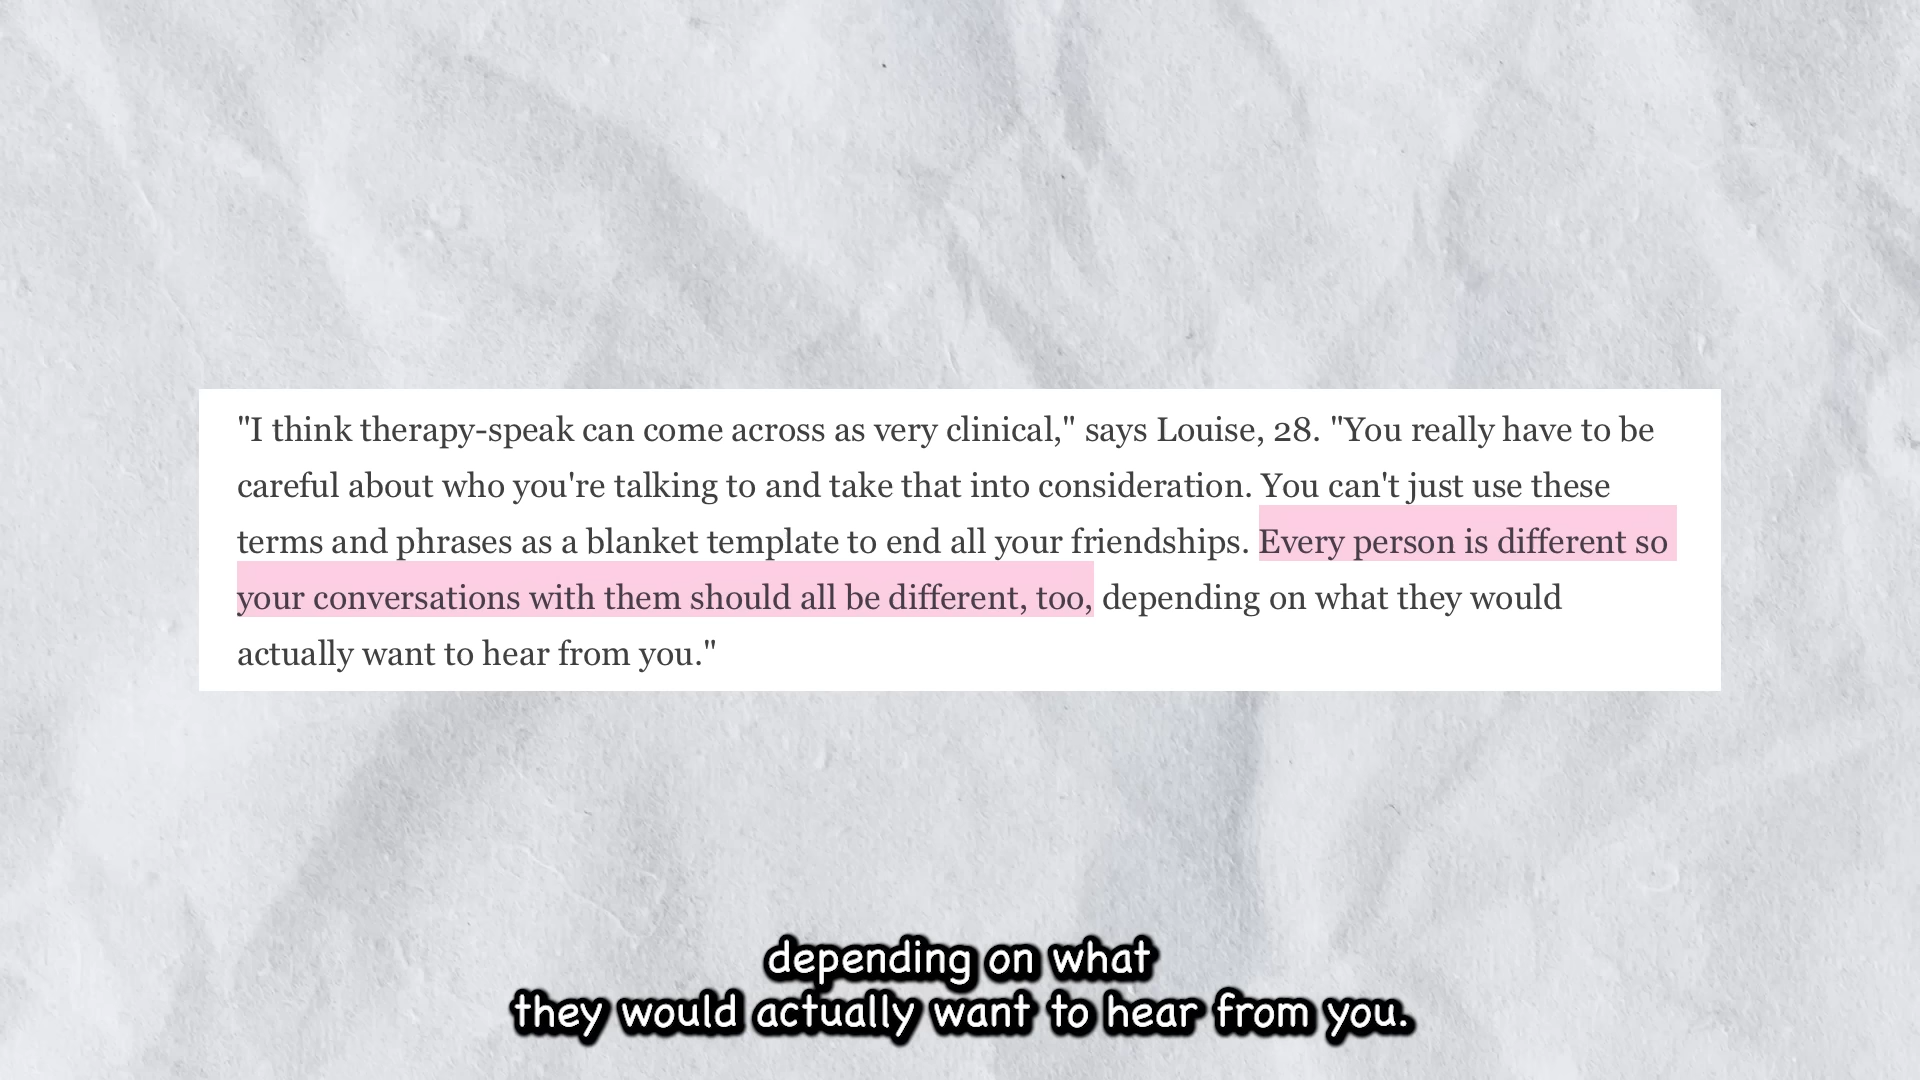 "I think therapy-speak can come across as very clinical," says Louise, 28. "You really have to be
careful about who you're talking to and take that into consideration. You can't just use these
terms and phrases as a blanket template to end all your friendships. Every person is different so
your conversations with them should all be different, too, depending on what they would
actually want to hear from you."
depending on what
they would actually want to hear from you.